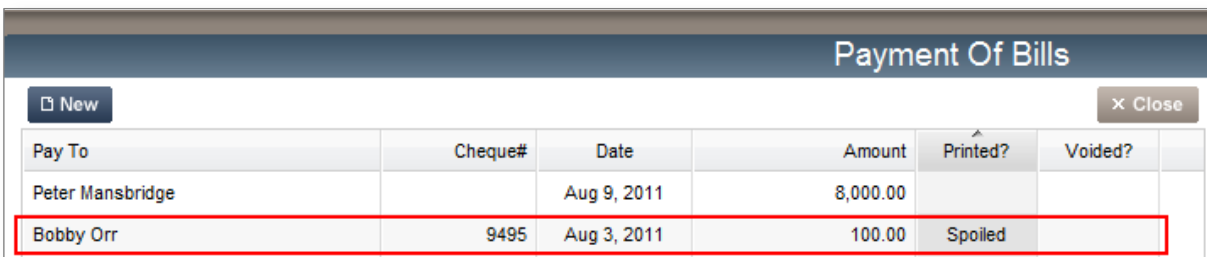 Payment Of Bills
New
Close
Pay To Cheque# Date Amount Printed? Voided?
Peter Mansbridge Aug 9, 2011 8,000.00
Bobby Orr 9495 Aug 3, 2011 100.00 Spoiled